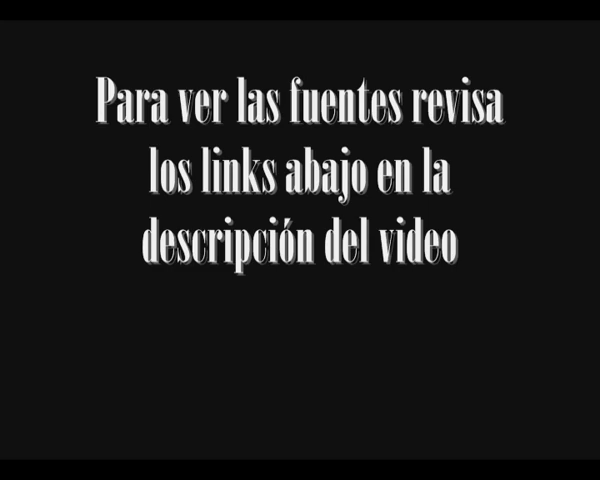 Para ver las fuentes revisa
los links abajo en la
descripción del video